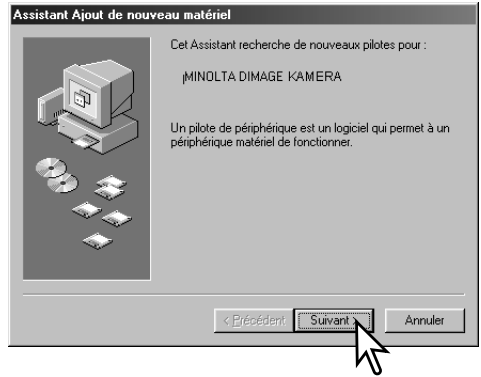 Assistant Ajout de nouveau matériel
Cet Assistant recherche de nouveaux pilotes pour :
MINOLTA DIMAGE KAMERA
Un pilote de périphérique est un logiciel qui permet à un
périphérique matériel de fonctionner.
< Précédent Suivant > Annuler